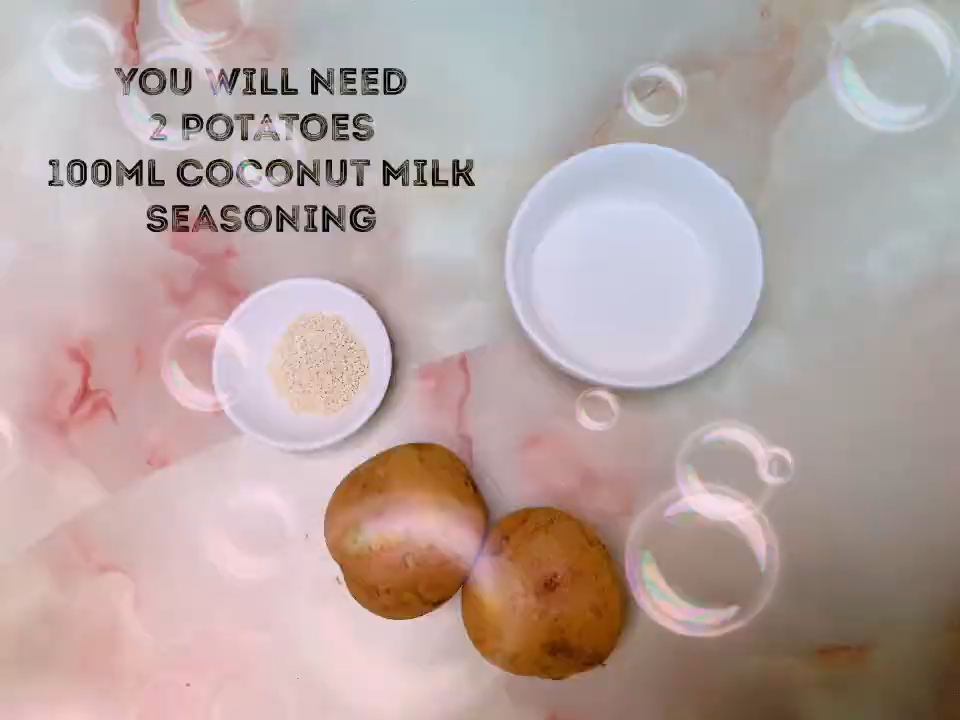 YOU WILL NEED
2 POTATOES
100ML COCONUT MILK
SEASONING